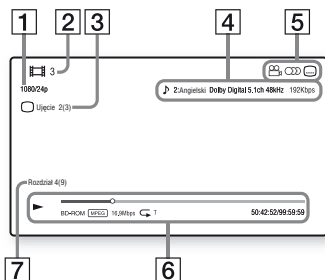 1 2 3 4 5
3
1080/24p
2:Angielski Dolby Digital 5.1ch 48kHz 192Kbps
Ujęcie 2(3)
Rozdział 4(9)
BD-ROM MPEG 16,9Mbps T 50:42:52/99:59:59
7 6